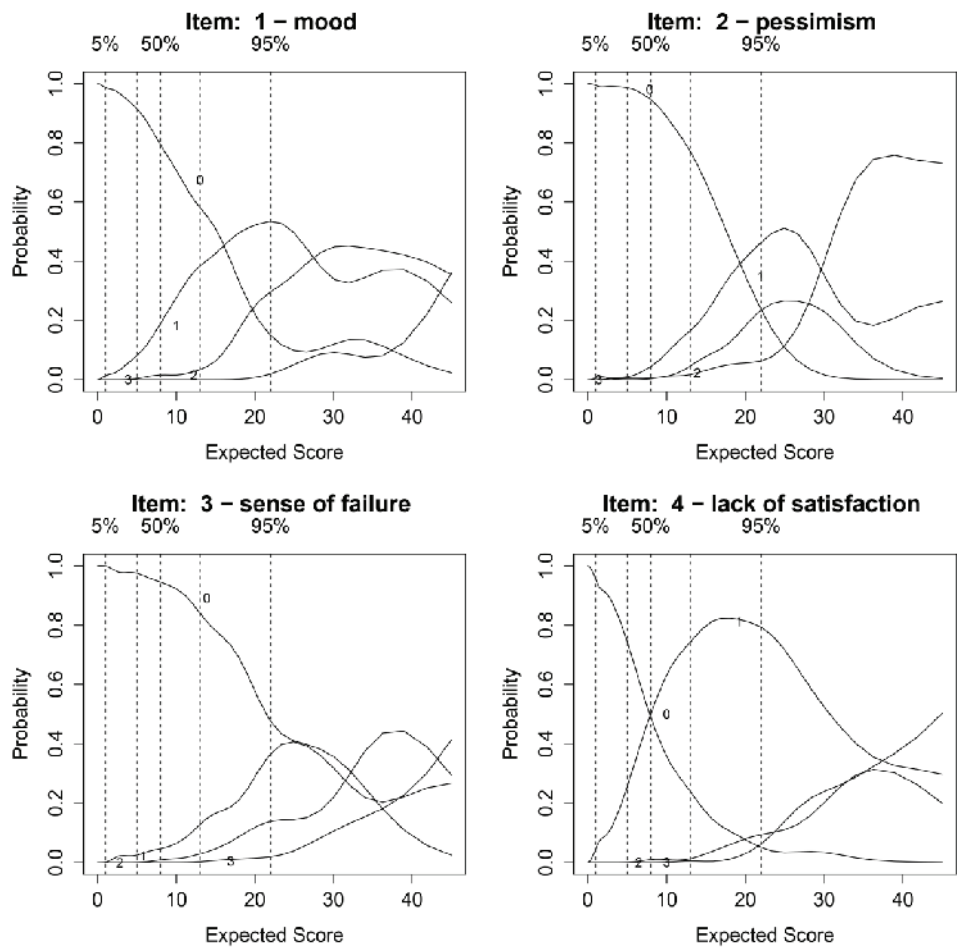 Item: 1 − mood
5% 50% 95%
1.0
0.8
0.6
0.4
0.2
0.0
Probability
0
1
2
3
0 10 20 30 40
Expected Score
Item: 2 − pessimism
5% 50% 95%
1.0
0.8
0.6
0.4
0.2
0.0
Probability
0
1
2
3
0 10 20 30 40
Expected Score
Item: 3 − sense of failure
5% 50% 95%
1.0
0.8
0.6
0.4
0.2
0.0
Probability
0
1
2
3
0 10 20 30 40
Expected Score
Item: 4 − lack of satisfaction
5% 50% 95%
1.0
0.8
0.6
0.4
0.2
0.0
Probability
1
0
2 3
0 10 20 30 40
Expected Score